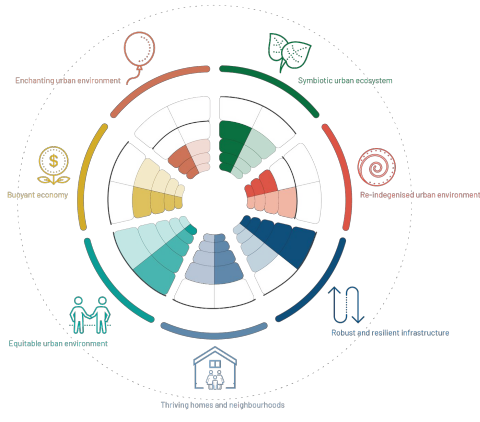 Enchanting urban environment
Symbiotic urban ecosystem
Buoyant economy
$
Re-indegenised urban environment
Robust and resilient infrastructure
Equitable urban environment
Thriving homes and neighbourhoods